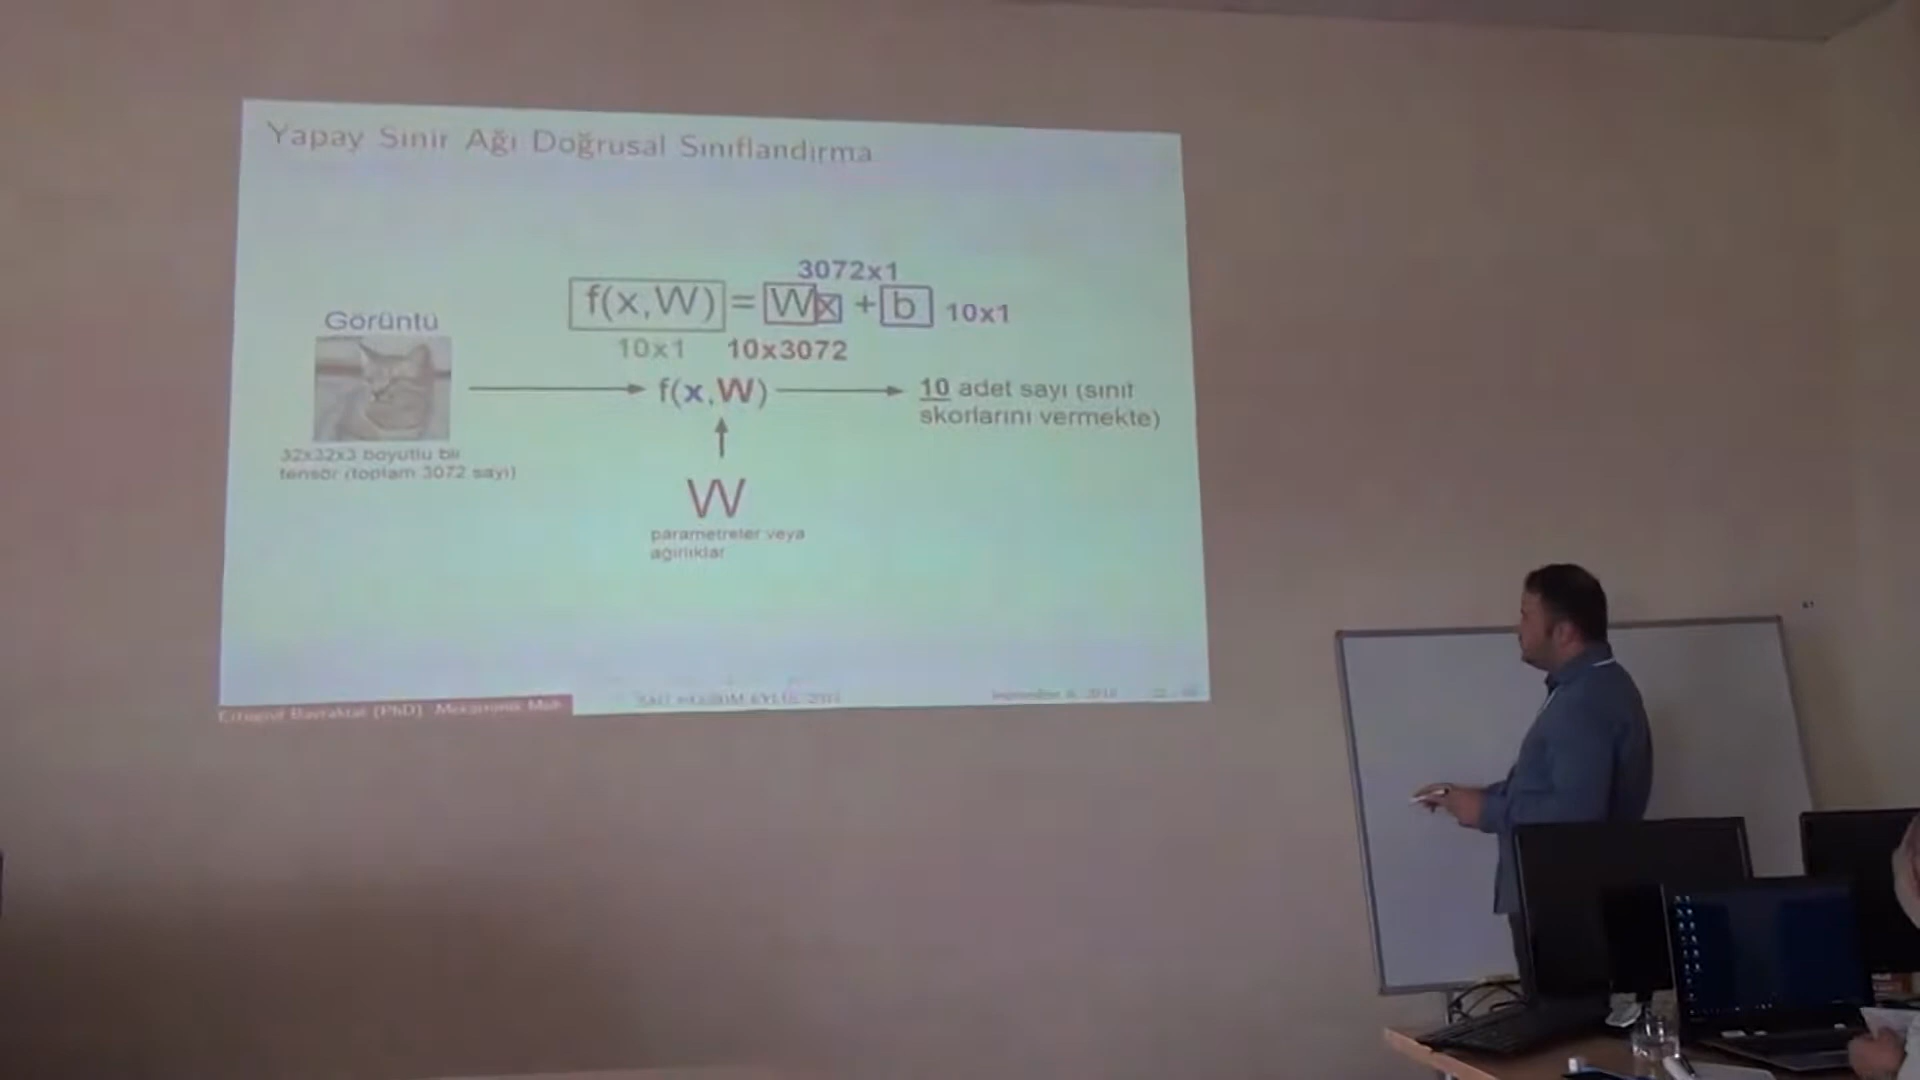 Yapay Sinir Ağı Doğrusal Sınıflandırma
3072x1
f(x,W) = Wx + b 10x1
10x1 10x3072
Görüntü
f(x,W)
10 adet sayı (sınıf
skorlarını vermekte)
32x32x3 boyutlu bir
tensör (toplam 3072 sayı)
W
parametreler veya
ağırlıklar
(PhD)